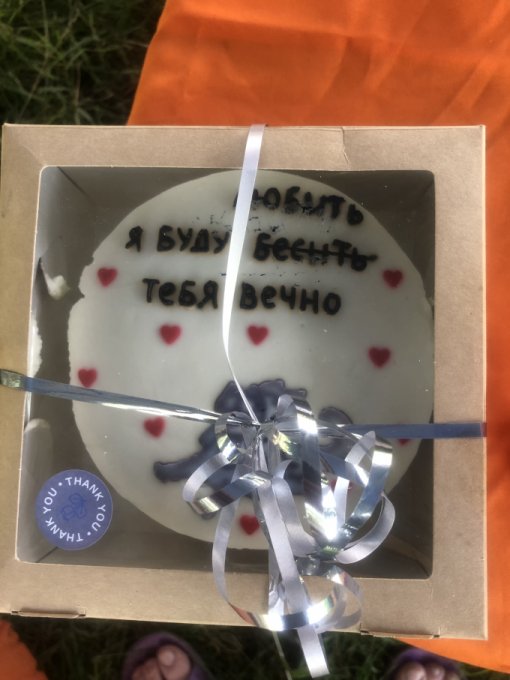 любить
я буду бесить
тебя вечно
THANK YOU • THANK YOU •